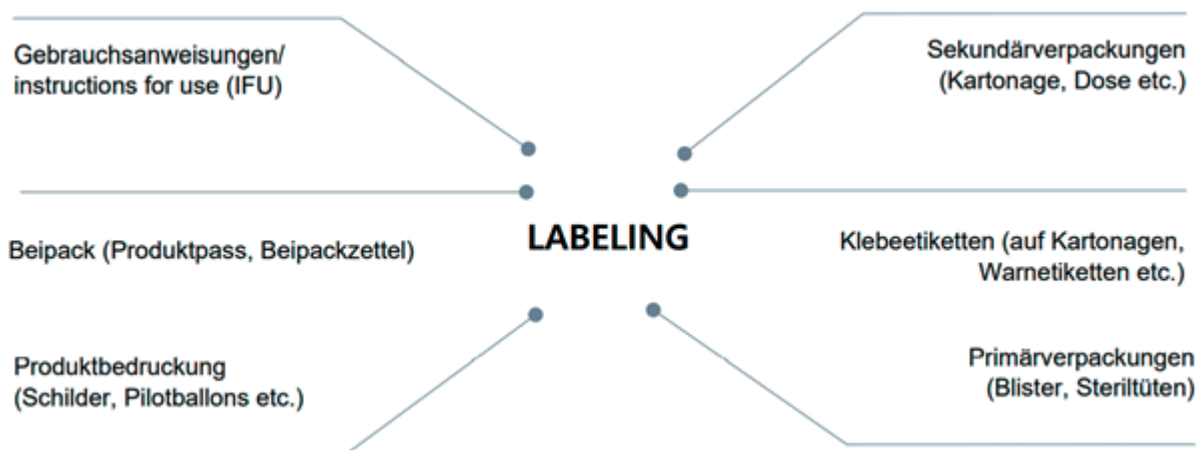 Gebrauchsanweisungen/
instructions for use (IFU)
Sekundärverpackungen
(Kartonage, Dose etc.)
Beipack (Produktpass, Beipackzettel)
LABELING
Klebeetiketten (auf Kartonagen,
Warnetiketten etc.)
Produktbedruckung
(Schilder, Pilotballons etc.)
Primärverpackungen
(Blister, Steriltüten)